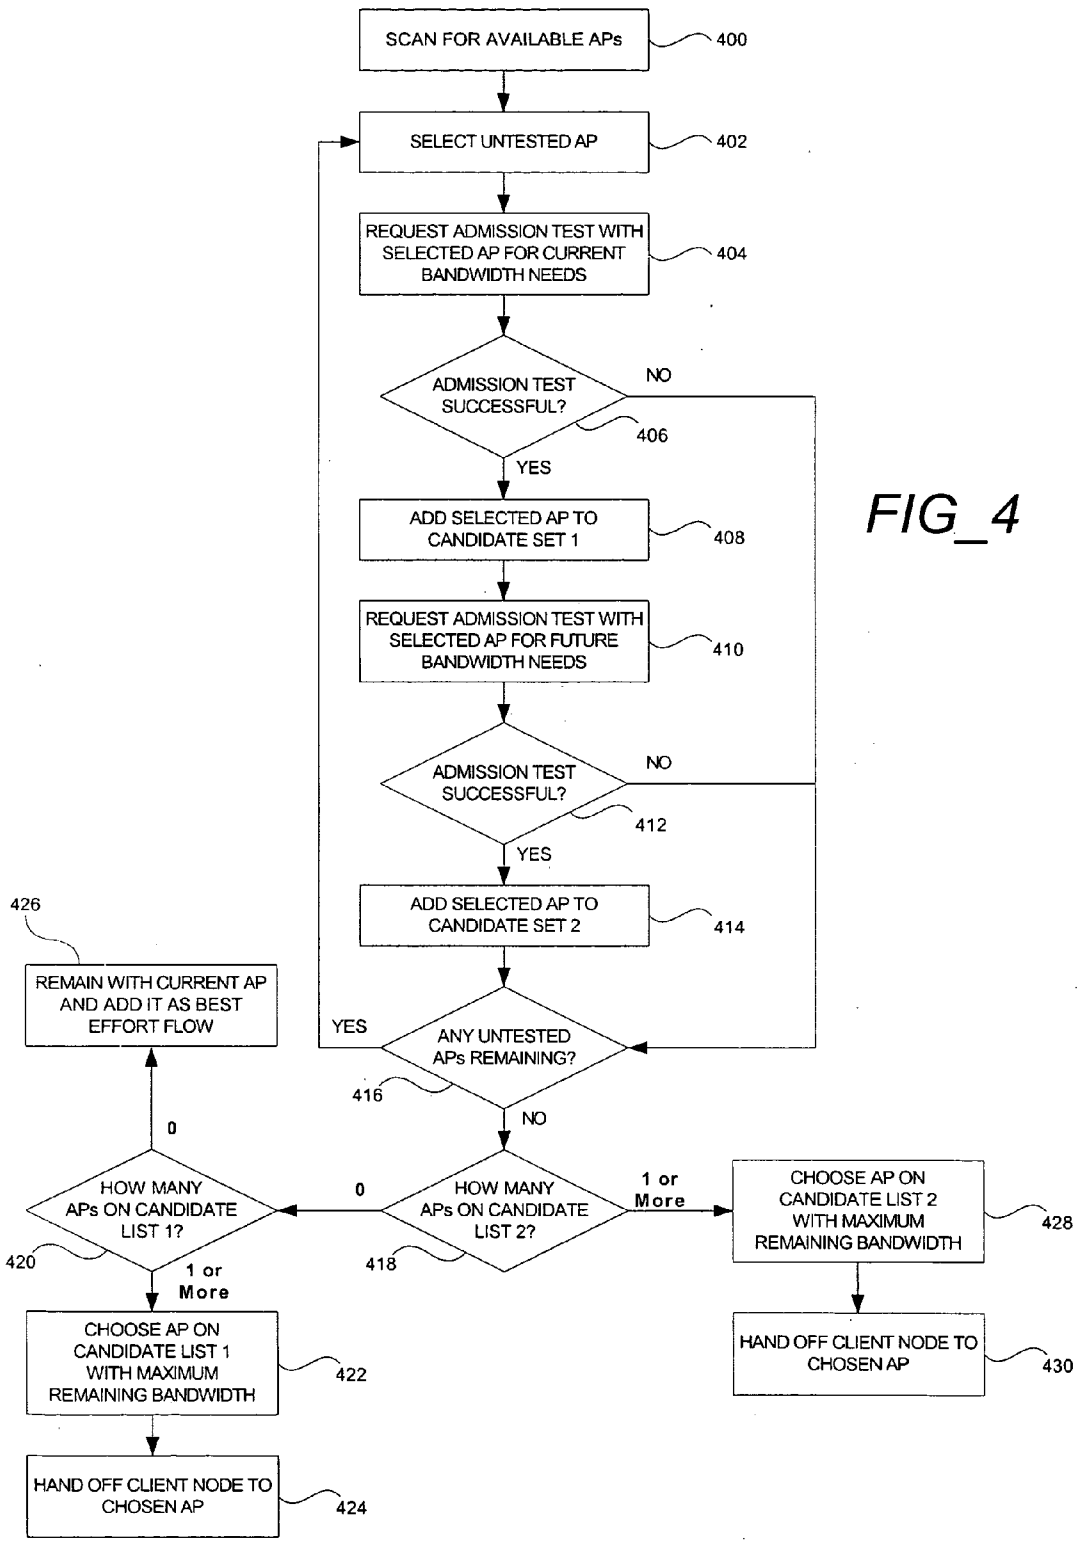 SCAN FOR AVAILABLE APs
400
SELECT UNTESTED AP
402
REQUEST ADMISSION TEST WITH
SELECTED AP FOR CURRENT
BANDWIDTH NEEDS
404
ADMISSION TEST
SUCCESSFUL?
NO
406
YES
ADD SELECTED AP TO
CANDIDATE SET 1
408
FIG_4
REQUEST ADMISSION TEST WITH
SELECTED AP FOR FUTURE
BANDWIDTH NEEDS
410
ADMISSION TEST
SUCCESSFUL?
NO
412
YES
ADD SELECTED AP TO
CANDIDATE SET 2
414
426
REMAIN WITH CURRENT AP
AND ADD IT AS BEST
EFFORT FLOW
YES
ANY UNTESTED
APs REMAINING?
416
NO
0
HOW MANY
APs ON CANDIDATE
LIST 1?
420
0
HOW MANY
APs ON CANDIDATE
LIST 2?
418
1 or
More
CHOOSE AP ON
CANDIDATE LIST 2
WITH MAXIMUM
REMAINING BANDWIDTH
428
1 or
More
CHOOSE AP ON
CANDIDATE LIST 1
WITH MAXIMUM
REMAINING BANDWIDTH
422
HAND OFF CLIENT NODE TO
CHOSEN AP
430
HAND OFF CLIENT NODE TO
CHOSEN AP
424